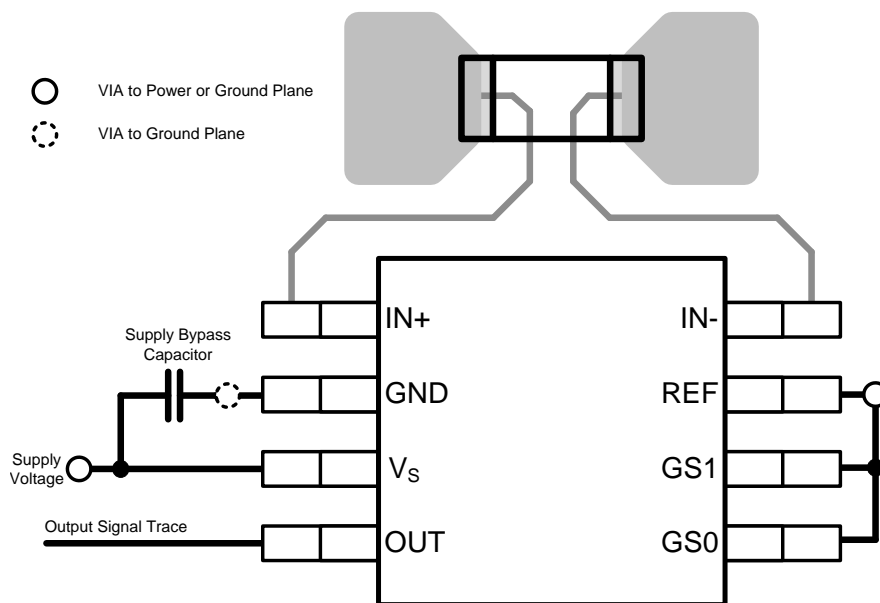 VIA to Power or Ground Plane
VIA to Ground Plane
IN+
IN-
Supply Bypass
Capacitor
GND
REF
Supply
Voltage
VS
GS1
Output Signal Trace
OUT
GS0